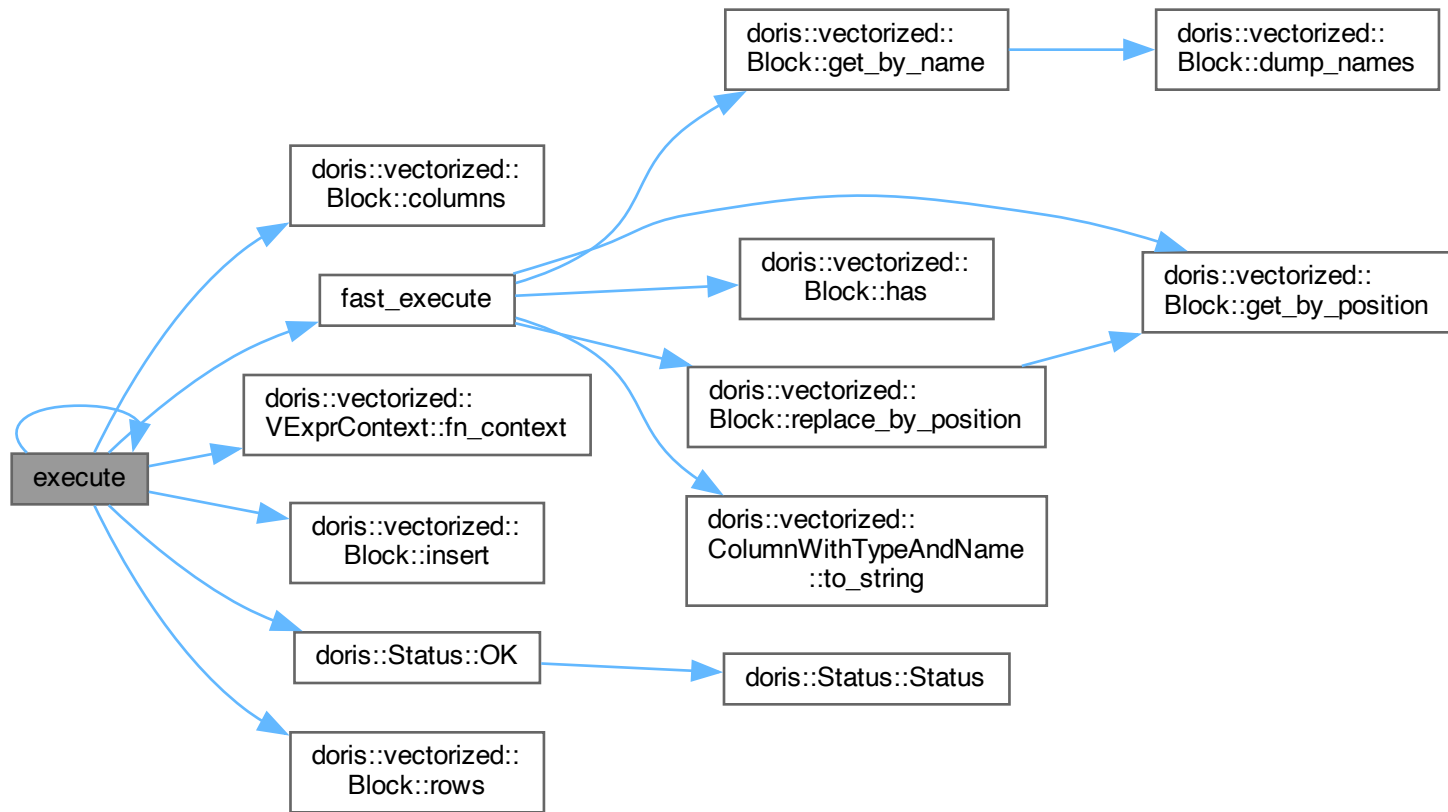 doris::vectorized::
Block::get_by_name
doris::vectorized::
Block::dump_names
doris::vectorized::
Block::columns
doris::vectorized::
Block::has
doris::vectorized::
Block::get_by_position
fast_execute
doris::vectorized::
VExprContext::fn_context
doris::vectorized::
Block::replace_by_position
execute
doris::vectorized::
Block::insert
doris::vectorized::
ColumnWithTypeAndName
::to_string
doris::Status::OK
doris::Status::Status
doris::vectorized::
Block::rows